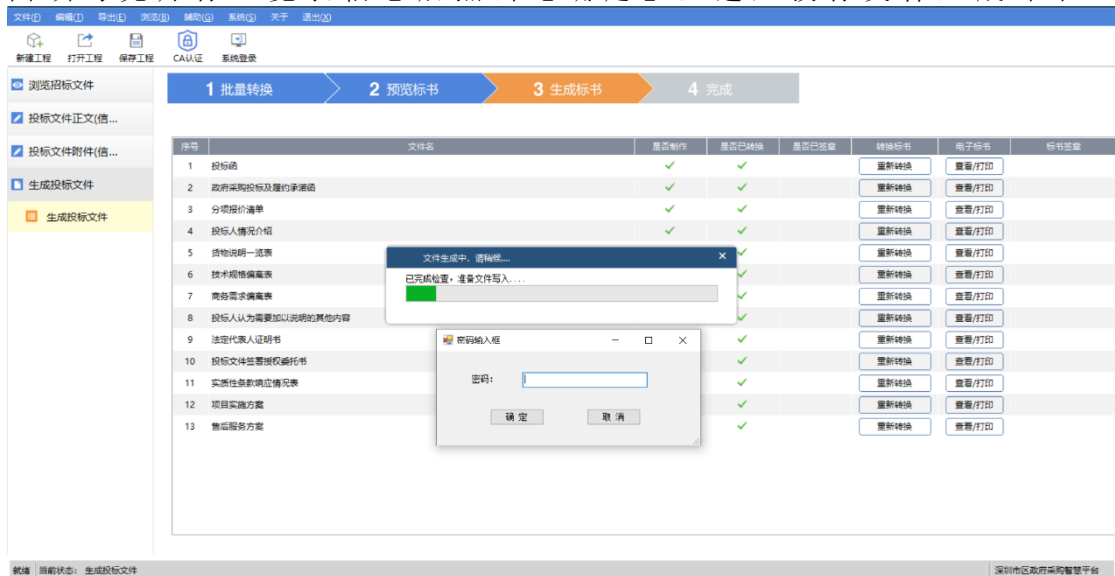 文件(F) 编辑(I) 导出(E) 浏览(B) 辅助(G) 系统(S) 关于 退出(X)
新建工程 打开工程 保存工程 CA认证 系统登录
浏览招标文件
投标文件正文(信...
投标文件附件(信...
生成投标文件
生成投标文件
1 批量转换 2 预览标书 3 生成标书 4 完成
序号 文件名 是否制作 是否已转换 是否已签章 转换标书 电子标书 标书签章
1 投标函 重新转换 查看/打印
2 政府采购投标及履约承诺函 重新转换 查看/打印
3 分项报价清单 重新转换 查看/打印
4 投标人情况介绍 重新转换 查看/打印
5 货物说明一览表 重新转换 查看/打印
6 技术规格偏离表 重新转换 查看/打印
7 商务需求偏离表 重新转换 查看/打印
8 投标人认为需要加以说明的其他内容 重新转换 查看/打印
9 法定代表人证明书 重新转换 查看/打印
10 投标文件签署授权委托书 重新转换 查看/打印
11 实质性条款响应情况表 重新转换 查看/打印
12 项目实施方案 重新转换 查看/打印
13 售后服务方案 重新转换 查看/打印
文件生成中，请稍候....
已完成检查，准备文件写入....
密码输入框
密码：
确 定 取 消
就绪 当前状态： 生成投标文件 深圳市区政府采购智慧平台